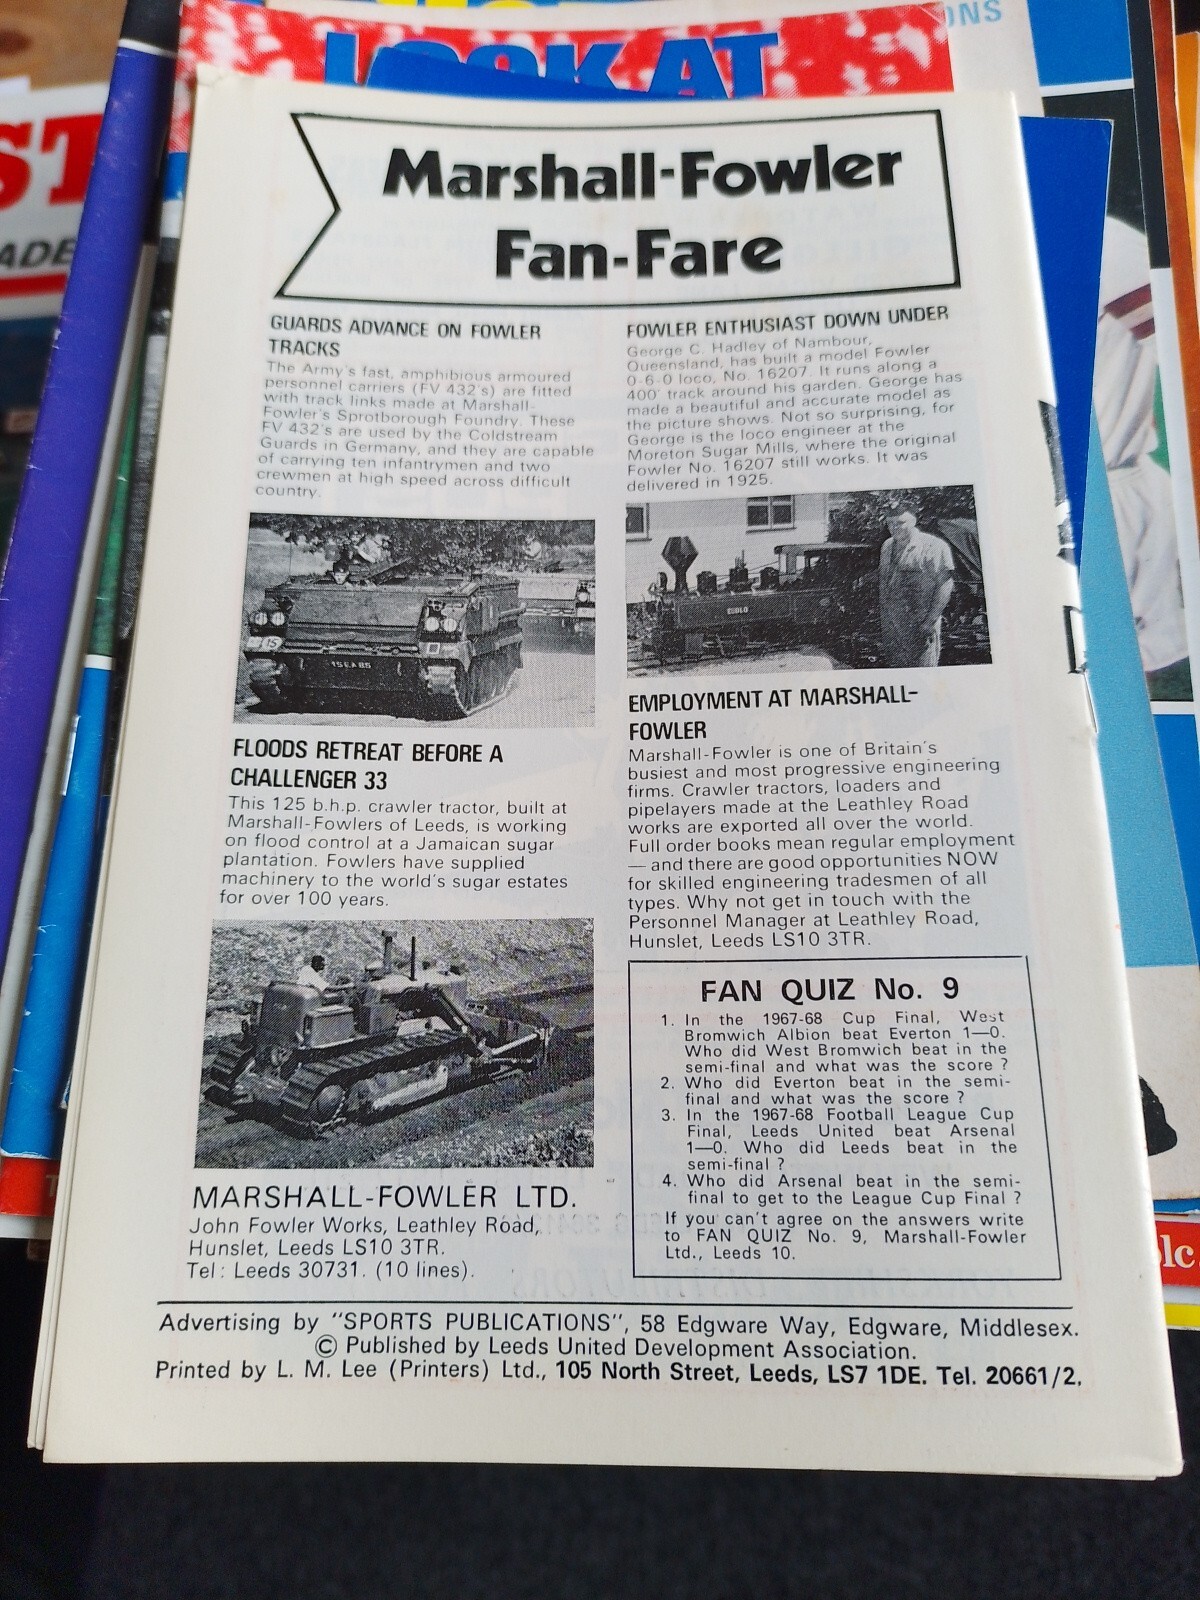 ONS
LOOK AT
ST
ADE
Marshall-Fowler
Fan-Fare
GUARDS ADVANCE ON FOWLER
TRACKS
The Army's fast, amphibious armoured
personnel carriers (FV 432's) are fitted
with track links made at Marshall-
Fowler's Sprotborough Foundry. These
FV 432's are used by the Coldstream
Guards in Germany, and they are capable
of carrying ten infantrymen and two
crewmen at high speed across difficult
country.
15
15 EA 85
FLOODS RETREAT BEFORE A
CHALLENGER 33
This 125 b.h.p. crawler tractor, built at
Marshall-Fowlers of Leeds, is working
on flood control at a Jamaican sugar
plantation. Fowlers have supplied
machinery to the world's sugar estates
for over 100 years.
MARSHALL-FOWLER LTD.
John Fowler Works, Leathley Road,
Hunslet, Leeds LS10 3TR.
Tel: Leeds 30731. (10 lines).
FOWLER ENTHUSIAST DOWN UNDER
George C. Hadley of Nambour,
Queensland, has built a model Fowler
0-6-0 loco, No. 16207. It runs along a
400' track around his garden. George has
made a beautiful and accurate model as
the picture shows. Not so surprising, for
George is the loco engineer at the
Moreton Sugar Mills, where the original
Fowler No. 16207 still works. It was
delivered in 1925.
EUDLO
EMPLOYMENT AT MARSHALL-
FOWLER
Marshall-Fowler is one of Britain's
busiest and most progressive engineering
firms. Crawler tractors, loaders and
pipelayers made at the Leathley Road
works are exported all over the world.
Full order books mean regular employment
— and there are good opportunities NOW
for skilled engineering tradesmen of all
types. Why not get in touch with the
Personnel Manager at Leathley Road,
Hunslet, Leeds LS10 3TR.
FAN QUIZ No. 9
1. In the 1967-68 Cup Final, West
Bromwich Albion beat Everton 1—0.
Who did West Bromwich beat in the
semi-final and what was the score ?
2. Who did Everton beat in the semi-
final and what was the score ?
3. In the 1967-68 Football League Cup
Final, Leeds United beat Arsenal
1—0. Who did Leeds beat in the
semi-final ?
4. Who did Arsenal beat in the semi-
final to get to the League Cup Final ?
If you can't agree on the answers write
to FAN QUIZ No. 9, Marshall-Fowler
Ltd., Leeds 10.
plc.
Advertising by "SPORTS PUBLICATIONS", 58 Edgware Way, Edgware, Middlesex.
© Published by Leeds United Development Association.
Printed by L. M. Lee (Printers) Ltd., 105 North Street, Leeds, LS7 1DE. Tel. 20661/2.